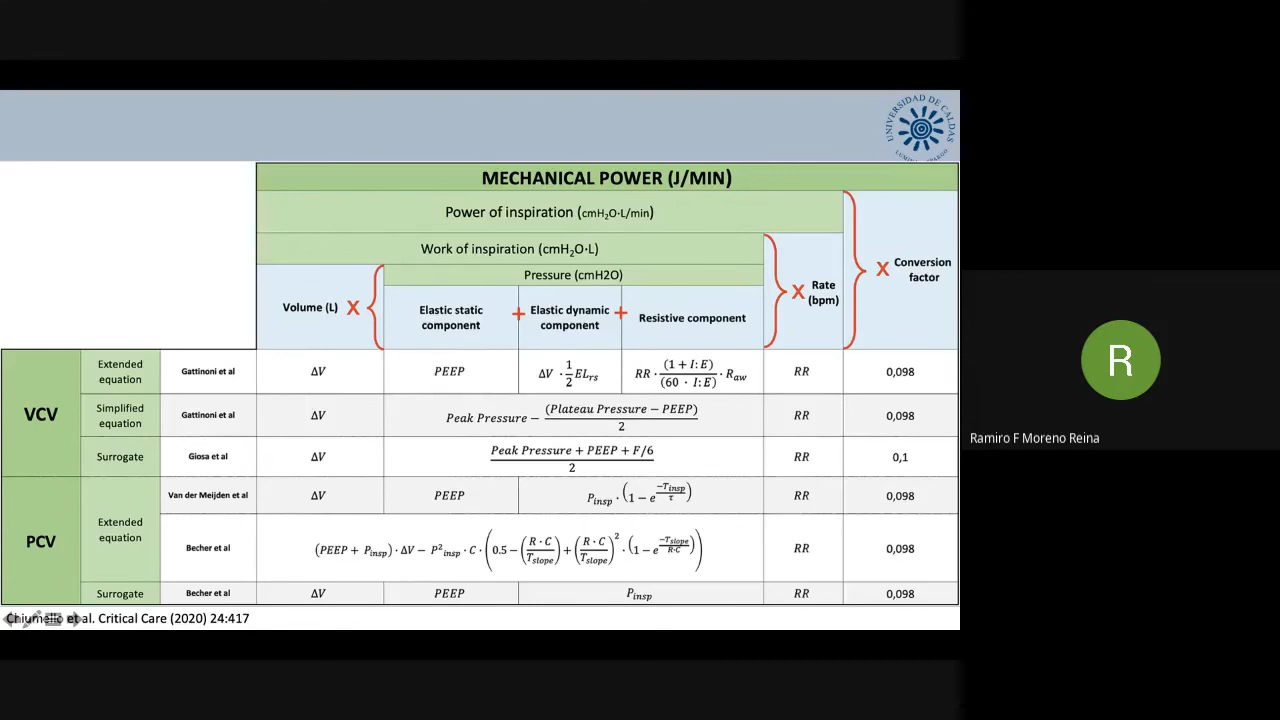 UNIVERSIDAD DE CALDAS
MECHANICAL POWER (J/MIN)
Power of inspiration (cmH₂O·L/min)
Work of inspiration (cmH₂O·L)
Pressure (cmH2O)
Volume (L) X
Elastic static component + Elastic dynamic component + Resistive component
X Rate (bpm)
X Conversion factor
VCV
Extended equation Gattinoni et al ΔV PEEP ΔV · 1/2 EL_rs RR · (1 + I:E)/(60 · I:E) · R_aw RR 0,098
Simplified equation Gattinoni et al ΔV Peak Pressure − (Plateau Pressure − PEEP)/2 RR 0,098
Surrogate Giosa et al ΔV (Peak Pressure + PEEP + F/6)/2 RR 0,1
PCV
Extended equation
Van der Meijden et al ΔV PEEP P_insp · (1 − e^(−T_insp/τ)) RR 0,098
Becher et al (PEEP + P_insp) · ΔV − P²_insp · C · (0.5 − (R · C/T_slope) + (R · C/T_slope)² · (1 − e^(−T_slope/R·C))) RR 0,098
Surrogate Becher et al ΔV PEEP P_insp RR 0,098
Chiumello et al. Critical Care (2020) 24:417
R
Ramiro F Moreno Reina